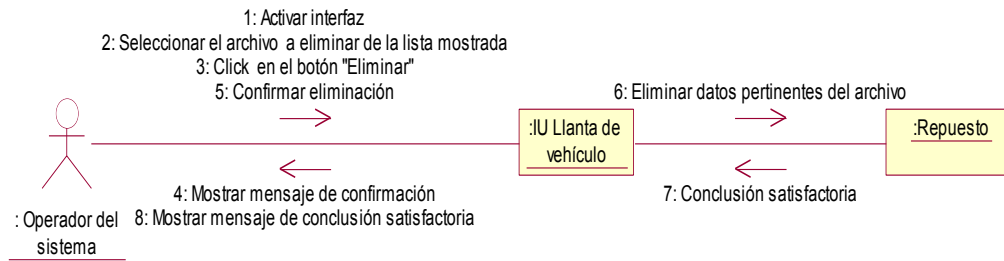 1: Activar interfaz
2: Seleccionar el archivo a eliminar de la lista mostrada
3: Click en el botón "Eliminar"
5: Confirmar eliminación
6: Eliminar datos pertinentes del archivo
:IU Llanta de
vehículo
:Repuesto
4: Mostrar mensaje de confirmación
8: Mostrar mensaje de conclusión satisfactoria
7: Conclusión satisfactoria
: Operador del
sistema